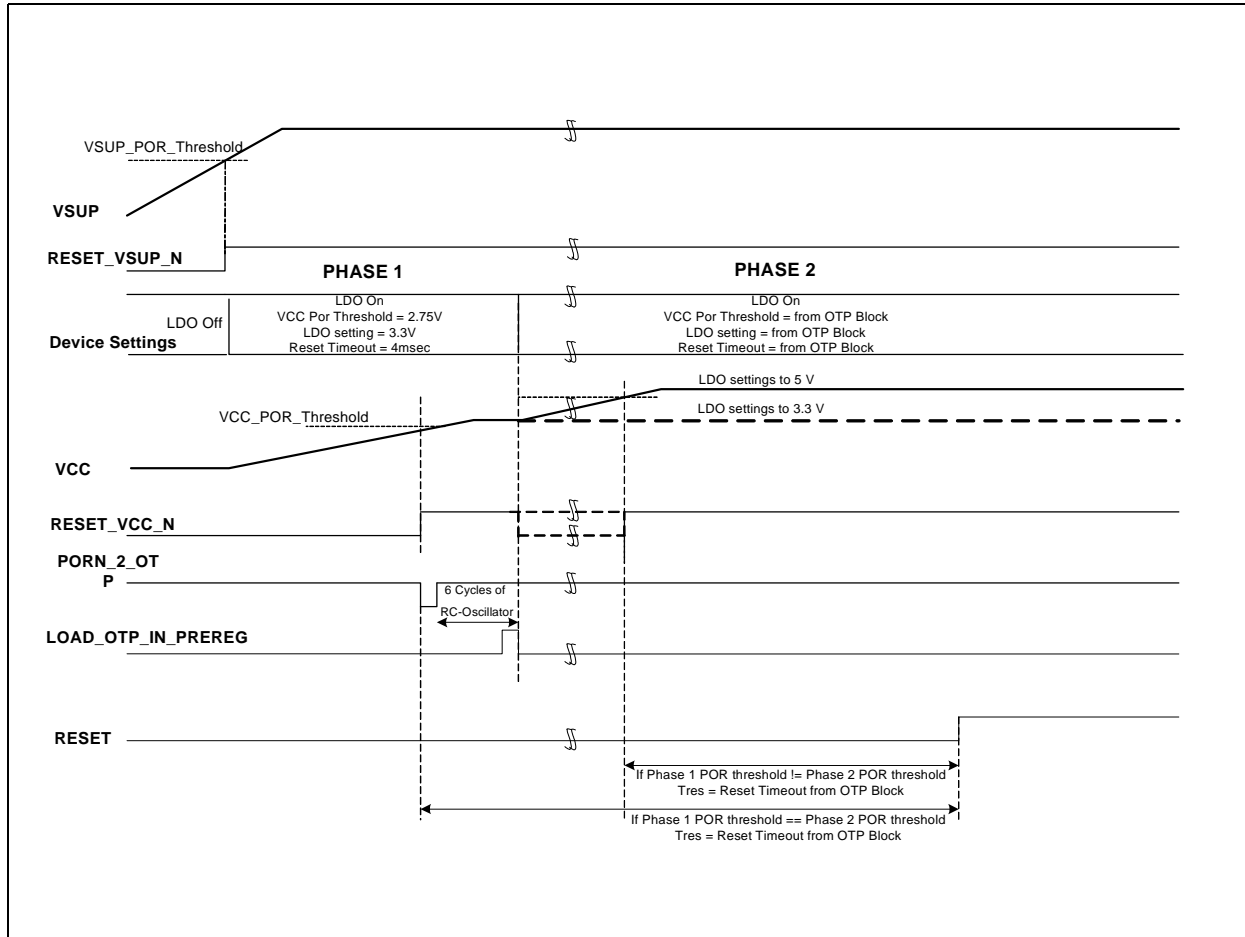 VSUP_POR_Threshold
VSUP
RESET_VSUP_N
PHASE 1
PHASE 2
LDO Off
LDO On
VCC Por Threshold = 2.75V
LDO setting = 3.3V
Reset Timeout = 4msec
LDO On
VCC Por Threshold = from OTP Block
LDO setting = from OTP Block
Reset Timeout = from OTP Block
Device Settings
LDO settings to 5 V
VCC_POR_Threshold
LDO settings to 3.3 V
VCC
RESET_VCC_N
PORN_2_OT
P
6 Cycles of
RC-Oscillator
LOAD_OTP_IN_PREREG
RESET
If Phase 1 POR threshold != Phase 2 POR threshold
Tres = Reset Timeout from OTP Block
If Phase 1 POR threshold == Phase 2 POR threshold
Tres = Reset Timeout from OTP Block